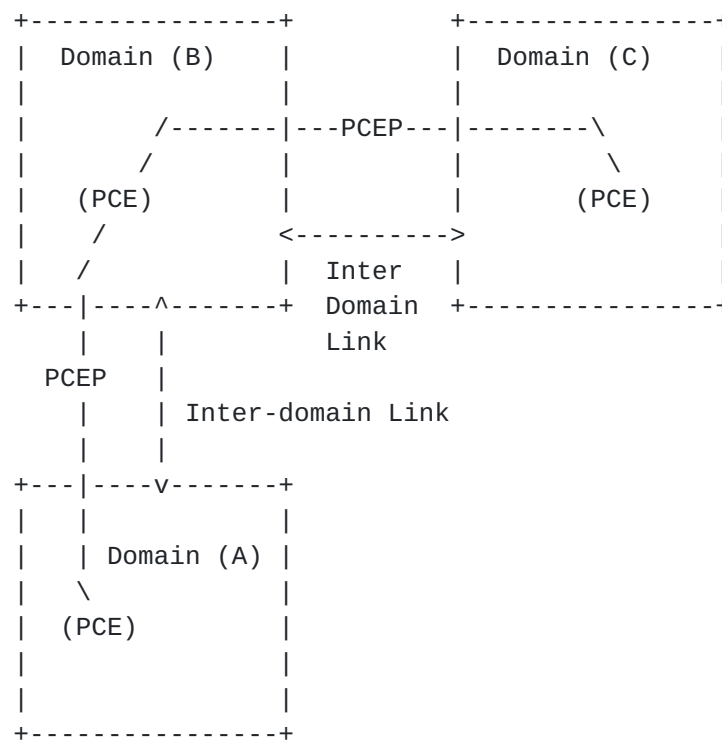 Domain (B) Domain (C)
PCEP
(PCE) (PCE)
Inter
Domain
Link
PCEP
Inter-domain Link
Domain (A)
(PCE)